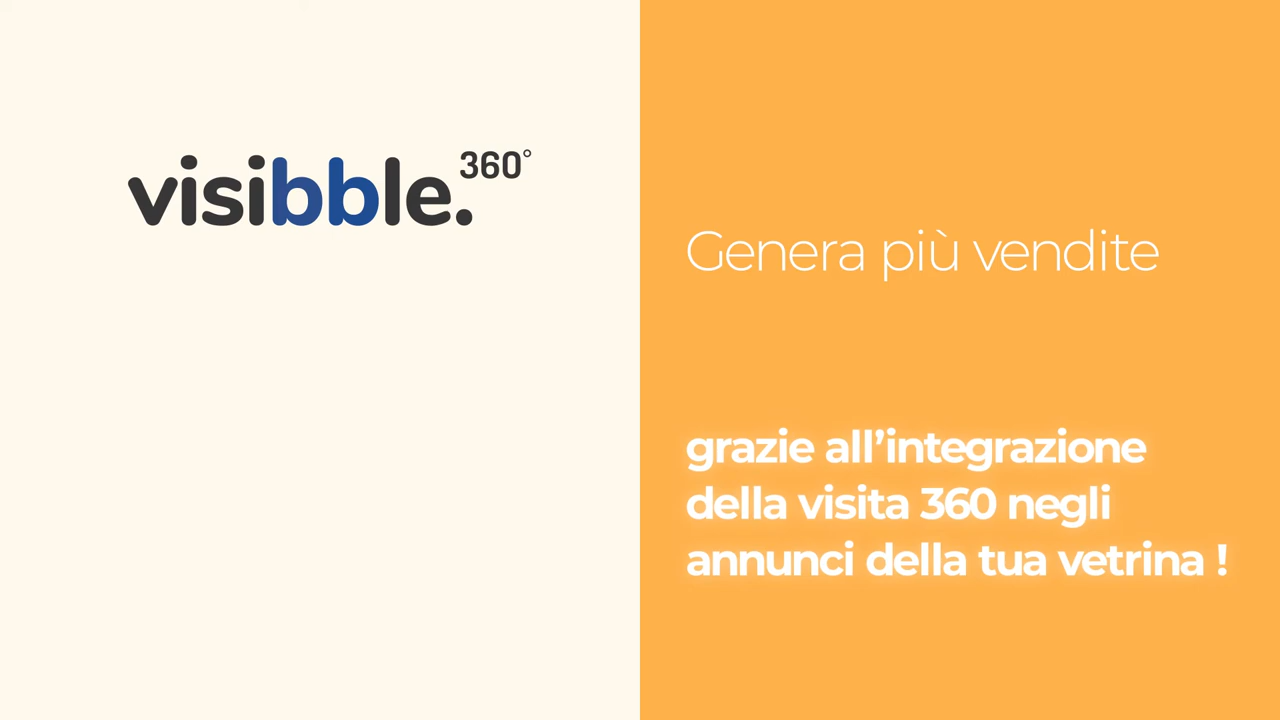 visibble.360°
Genera più vendite
grazie all’integrazione
della visita 360 negli
annunci della tua vetrina !